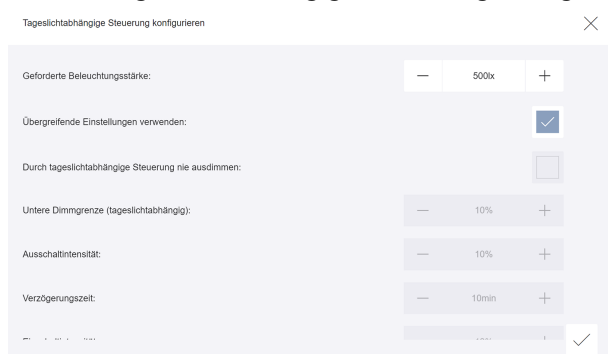 Tageslichtabhängige Steuerung konfigurieren
Geforderte Beleuchtungsstärke:
500lx
Übergreifende Einstellungen verwenden:
Durch tageslichtabhängige Steuerung nie ausdimmen:
Untere Dimmgrenze (tageslichtabhängig):
10%
Ausschaltintensität:
10%
Verzögerungszeit:
10min